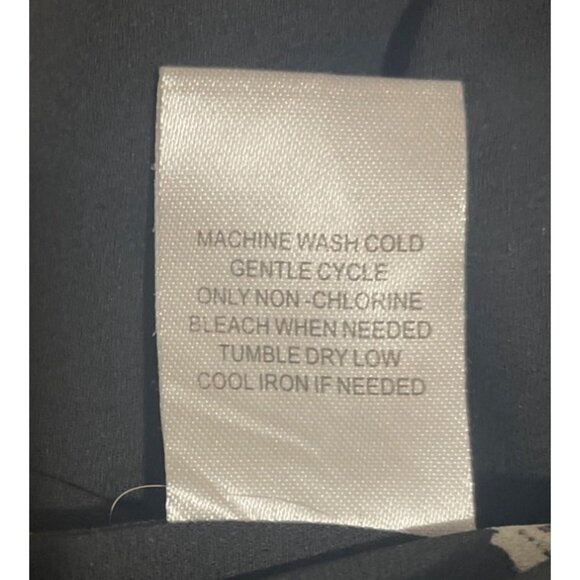 MACHINE WASH COLD
GENTLE CYCLE
ONLY NON -CHLORINE
BLEACH WHEN NEEDED
TUMBLE DRY LOW
COOL IRON IF NEEDED